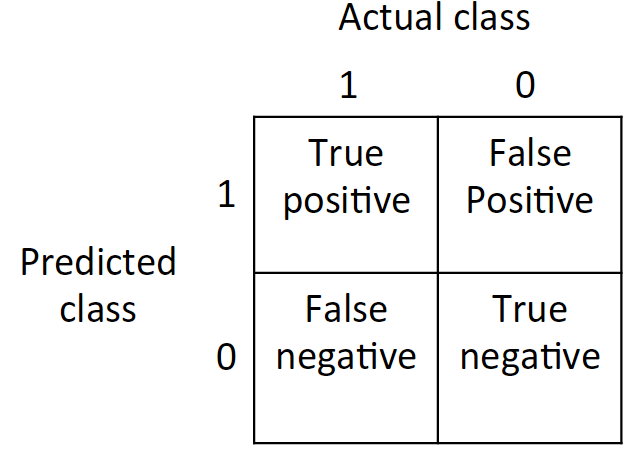 Actual class
1 0
True False
1 positive Positive
Predicted
class
False True
0 negative negative